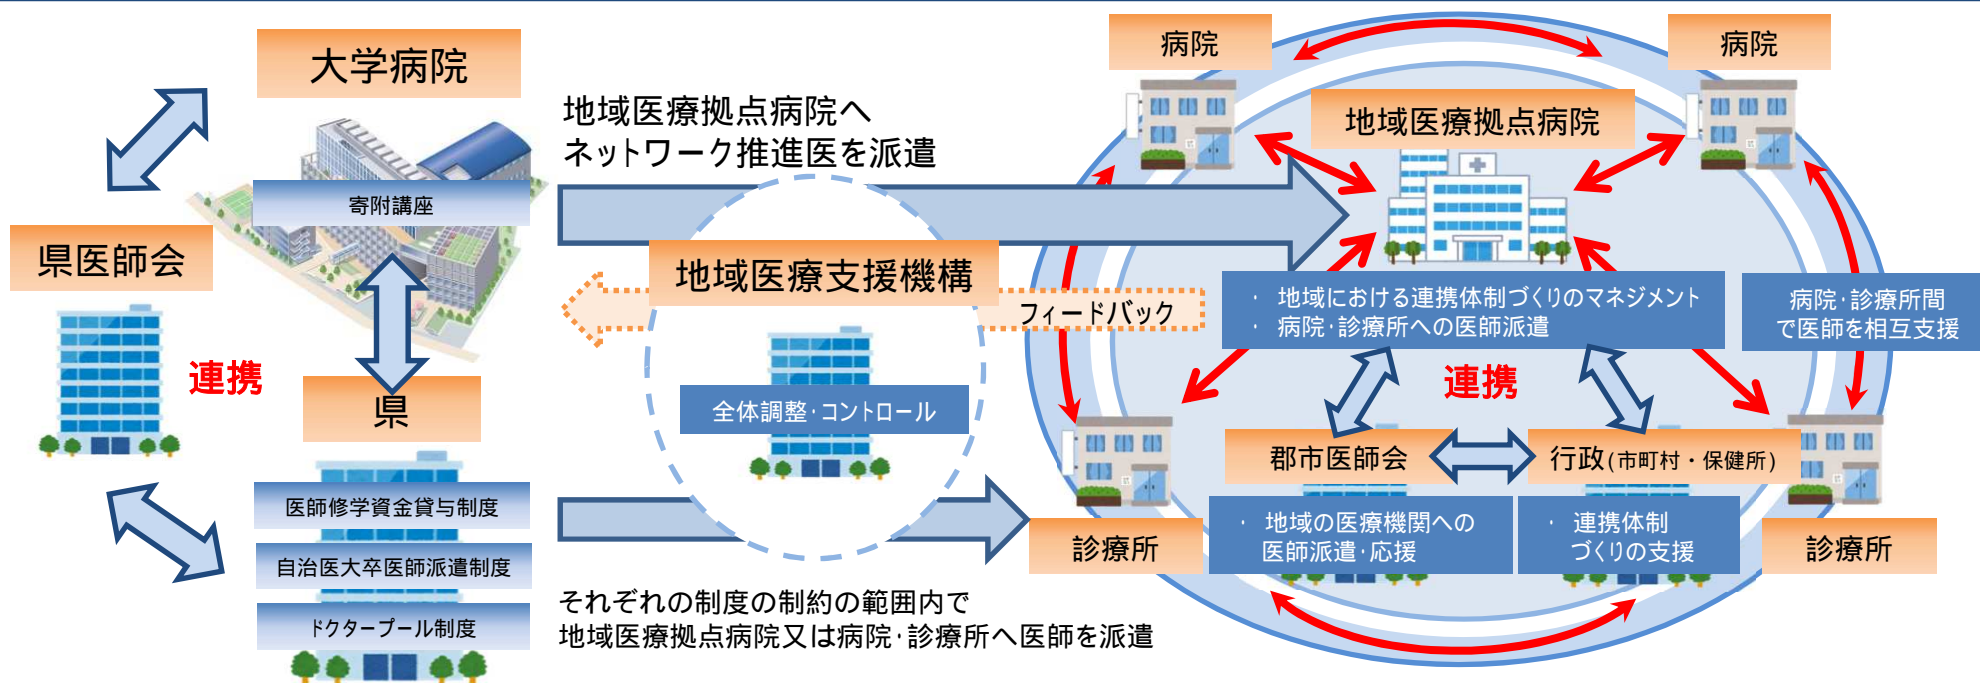 大学病院
寄附講座
県医師会
連携
県
医師修学資金貸与制度
自治医大卒医師派遣制度
ドクタープール制度
地域医療拠点病院へ
ネットワーク推進医を派遣
地域医療支援機構
フィードバック
全体調整・コントロール
それぞれの制度の制約の範囲内で
地域医療拠点病院又は病院・診療所へ医師を派遣
病院
病院
地域医療拠点病院
・ 地域における連携体制づくりのマネジメント
・ 病院・診療所への医師派遣
病院・診療所間
で医師を相互支援
連携
郡市医師会
行政(市町村・保健所)
・ 地域の医療機関への
医師派遣・応援
・ 連携体制
づくりの支援
診療所
診療所